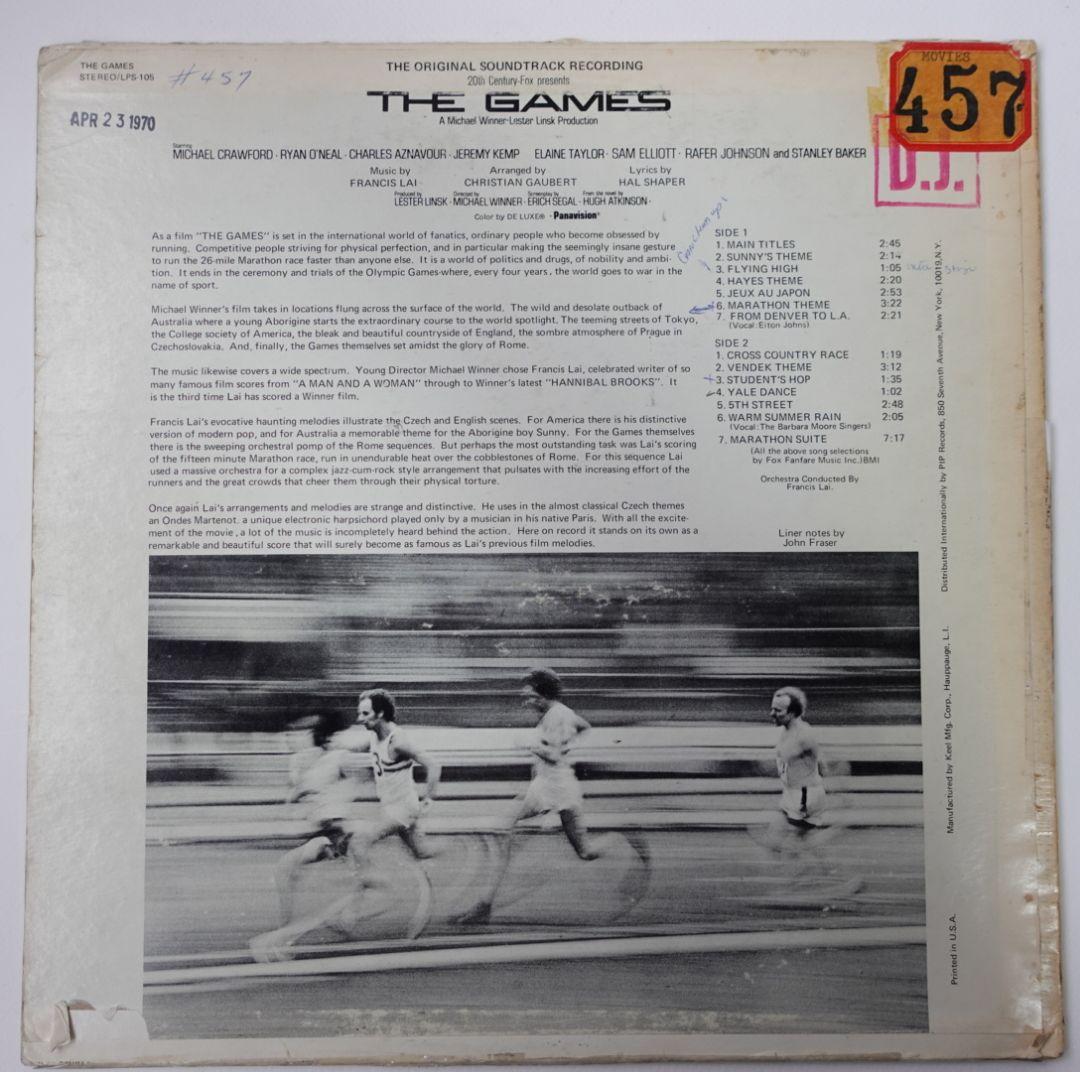 THE GAMES
STEREO/LPS-105
#457
APR 23 1970
THE ORIGINAL SOUNDTRACK RECORDING
20th Century-Fox presents
THE GAMES
A Michael Winner-Lester Linsk Production
MOVIES
457
D.J.
Starring
MICHAEL CRAWFORD · RYAN O'NEAL · CHARLES AZNAVOUR · JEREMY KEMP ELAINE TAYLOR · SAM ELLIOTT · RAFER JOHNSON and STANLEY BAKER
Music by Arranged by Lyrics by
FRANCIS LAI CHRISTIAN GAUBERT HAL SHAPER
Produced by Directed by Screenplay by From the novel by
LESTER LINSK · MICHAEL WINNER · ERICH SEGAL · HUGH ATKINSON ·
Color by DE LUXE® · Panavision®
As a film "THE GAMES" is set in the international world of fanatics, ordinary people who become obsessed by
running. Competitive people striving for physical perfection, and in particular making the seemingly insane gesture
to run the 26-mile Marathon race faster than anyone else. It is a world of politics and drugs, of nobility and ambi-
tion. It ends in the ceremony and trials of the Olympic Games-where, every four years, the world goes to war in the
name of sport.
Michael Winner's film takes in locations flung across the surface of the world. The wild and desolate outback of
Australia where a young Aborigine starts the extraordinary course to the world spotlight. The teeming streets of Tokyo,
the College society of America, the bleak and beautiful countryside of England, the sombre atmosphere of Prague in
Czechoslovakia. And, finally, the Games themselves set amidst the glory of Rome.
The music likewise covers a wide spectrum. Young Director Michael Winner chose Francis Lai, celebrated writer of so
many famous film scores from "A MAN AND A WOMAN" through to Winner's latest "HANNIBAL BROOKS". It
is the third time Lai has scored a Winner film.
Francis Lai's evocative haunting melodies illustrate the Czech and English scenes. For America there is his distinctive
version of modern pop, and for Australia a memorable theme for the Aborigine boy Sunny. For the Games themselves
there is the sweeping orchestral pomp of the Rome sequences. But perhaps the most outstanding task was Lai's scoring
of the fifteen minute Marathon race, run in unendurable heat over the cobblestones of Rome. For this sequence Lai
used a massive orchestra for a complex jazz-cum-rock style arrangement that pulsates with the increasing effort of the
runners and the great crowds that cheer them through their physical torture.
Once again Lai's arrangements and melodies are strange and distinctive. He uses in the almost classical Czech themes
an Ondes Martenot, a unique electronic harpsichord played only by a musician in his native Paris. With all the excite-
ment of the movie, a lot of the music is incompletely heard behind the action. Here on record it stands on its own as a
remarkable and beautiful score that will surely become as famous as Lai's previous film melodies.
SIDE 1
1. MAIN TITLES 2:45
2. SUNNY'S THEME 2:14
3. FLYING HIGH 1:05
4. HAYES THEME 2:20
5. JEUX AU JAPON 2:53
6. MARATHON THEME 3:22
7. FROM DENVER TO L.A. 2:21
(Vocal: Elton Johns)
SIDE 2
1. CROSS COUNTRY RACE 1:19
2. VENDEK THEME 3:12
3. STUDENT'S HOP 1:35
4. YALE DANCE 1:02
5. 5TH STREET 2:48
6. WARM SUMMER RAIN 2:05
(Vocal: The Barbara Moore Singers)
7. MARATHON SUITE 7:17
(All the above song selections
by Fox Fanfare Music Inc.)BMI
Orchestra Conducted By
Francis Lai.
Liner notes by
John Fraser
Distributed Internationally by PIP Records, 850 Seventh Avenue, New York, 10019, N.Y.
Manufactured by Keel Mfg. Corp., Hauppauge, L.I.
Printed in U.S.A.